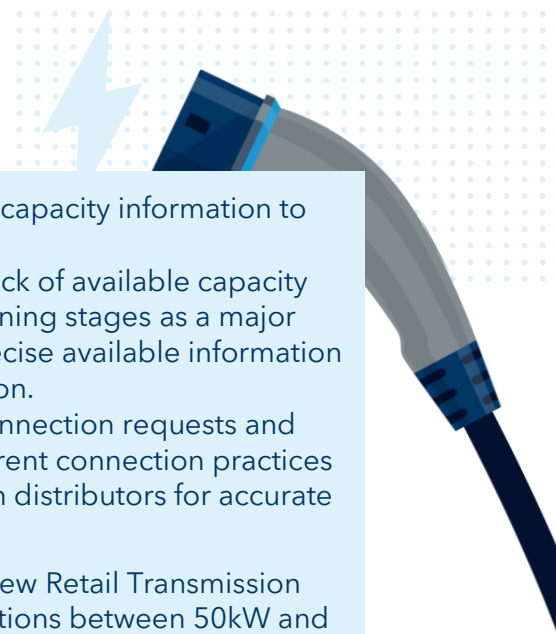 capacity information to
ck of available capacity
ning stages as a major
cise available information
on.
nnection requests and
rent connection practices
n distributors for accurate
ew Retail Transmission
tions between 50kW and